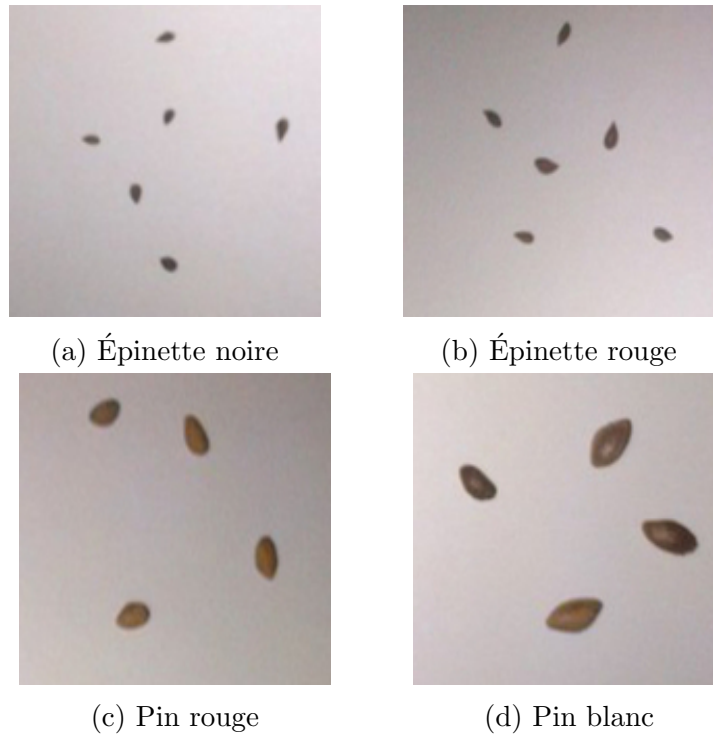 (a) Épinette noire
(b) Épinette rouge
(c) Pin rouge
(d) Pin blanc